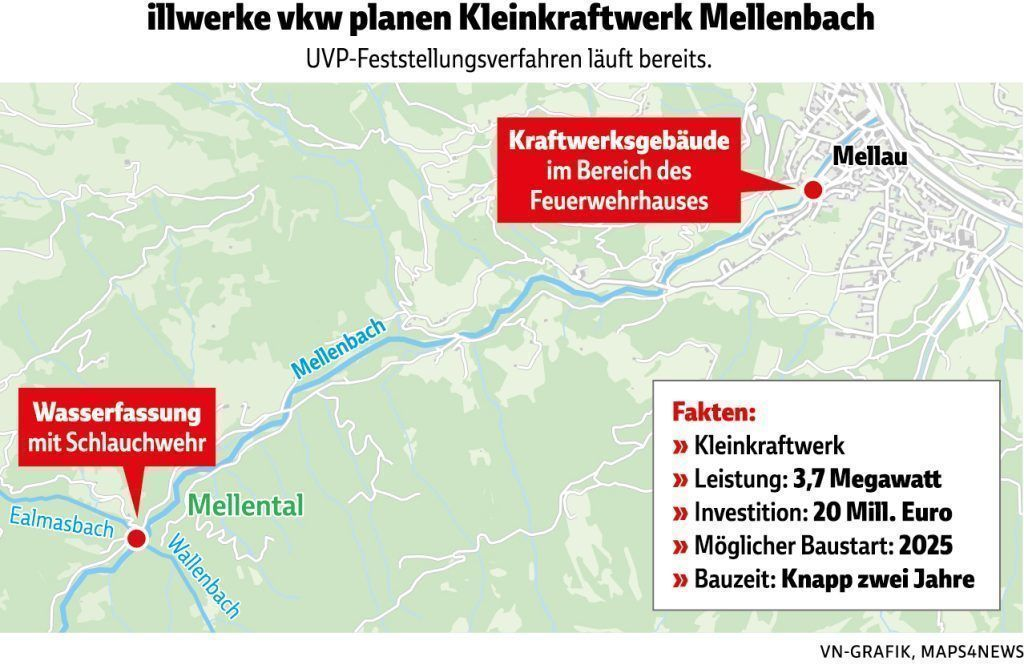 illwerke vkw planen Kleinkraftwerk Mellenbach
UVP-Feststellungsverfahren läuft bereits.
Kraftwerksgebäude
im Bereich des
Feuerwehrhauses
Mellau
Mellenbach
Wasserfassung
mit Schlauchwehr
Mellental
Ealmasbach
Wallenbach
Fakten:
» Kleinkraftwerk
» Leistung: 3,7 Megawatt
» Investition: 20 Mill. Euro
» Möglicher Baustart: 2025
» Bauzeit: Knapp zwei Jahre
VN-GRAFIK, MAPS4NEWS